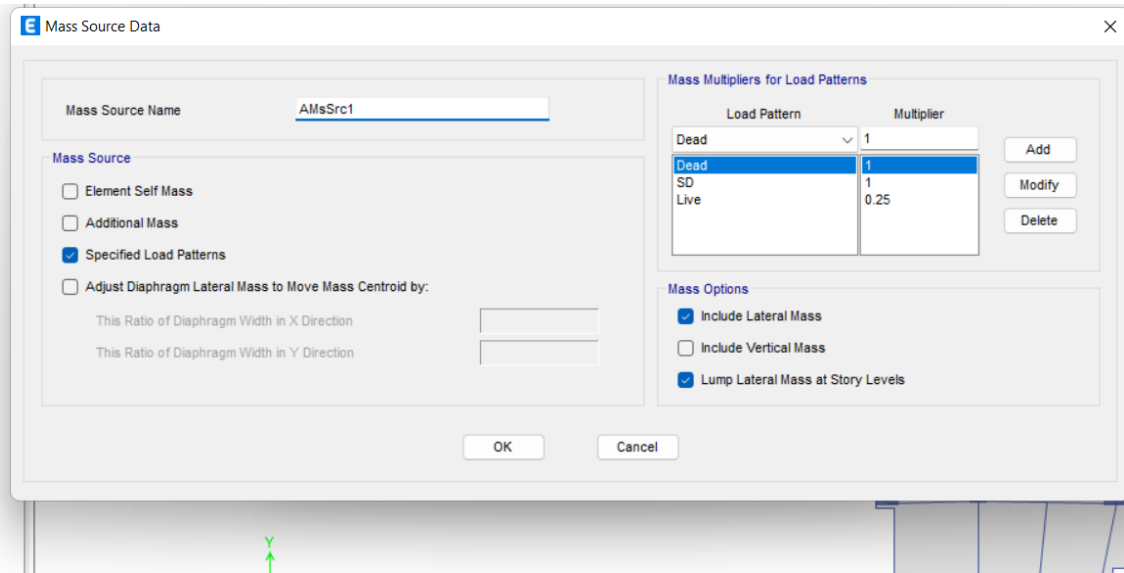 E Mass Source Data
Mass Source Name AMsSrc1
Mass Source
Element Self Mass
Additional Mass
Specified Load Patterns
Adjust Diaphragm Lateral Mass to Move Mass Centroid by:
This Ratio of Diaphragm Width in X Direction
This Ratio of Diaphragm Width in Y Direction
Mass Multipliers for Load Patterns
Load Pattern Multiplier
Dead 1 Add
Dead 1
SD 1 Modify
Live 0.25
Delete
Mass Options
Include Lateral Mass
Include Vertical Mass
Lump Lateral Mass at Story Levels
OK Cancel
Y